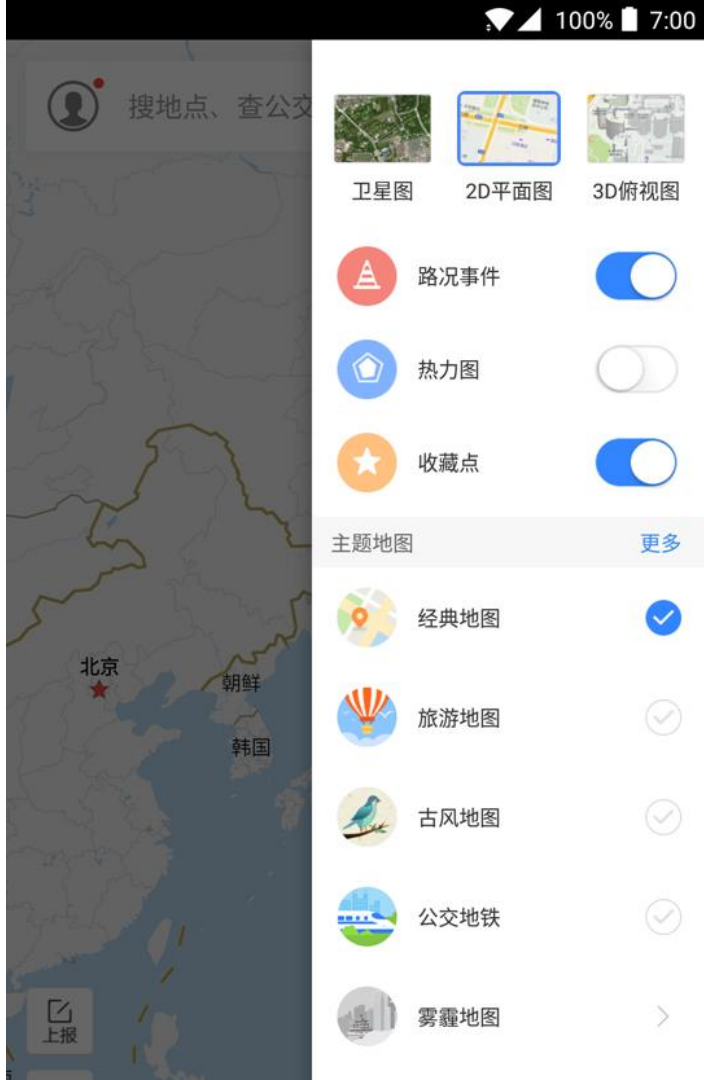 100% 7:00
搜地点、查公交
卫星图 2D平面图 3D俯视图
路况事件
热力图
收藏点
主题地图 更多
经典地图
旅游地图
古风地图
公交地铁
雾霾地图
北京
朝鲜
韩国
上报